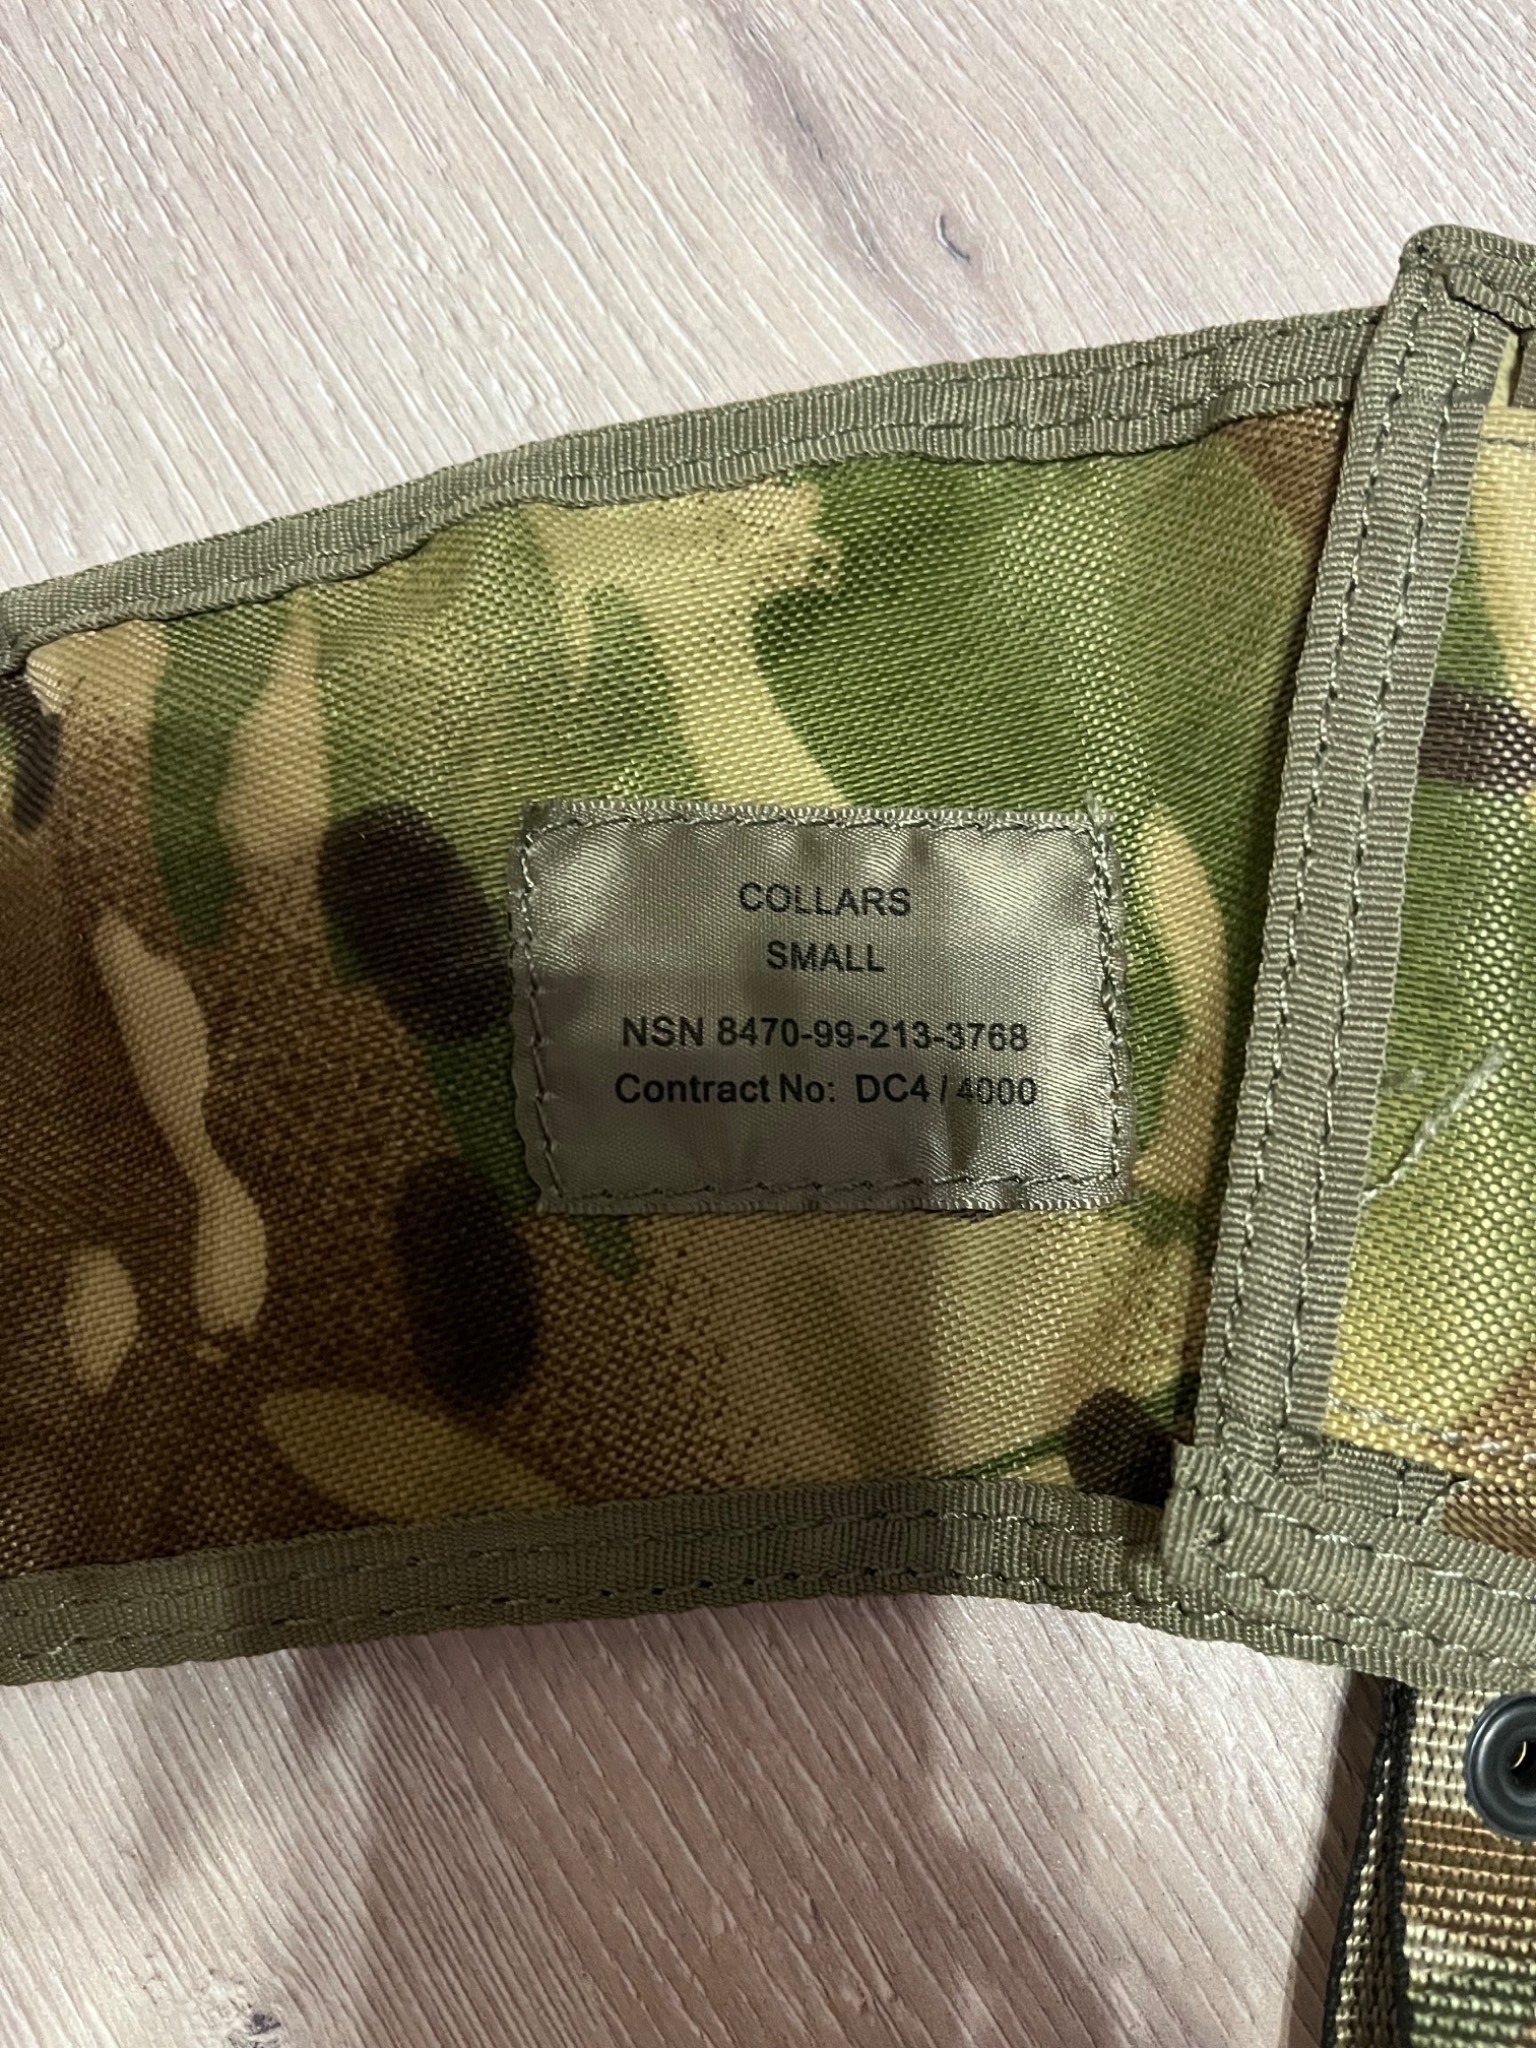 COLLARS
SMALL
NSN 8470-99-213-3768
Contract No: DC4 / 4000